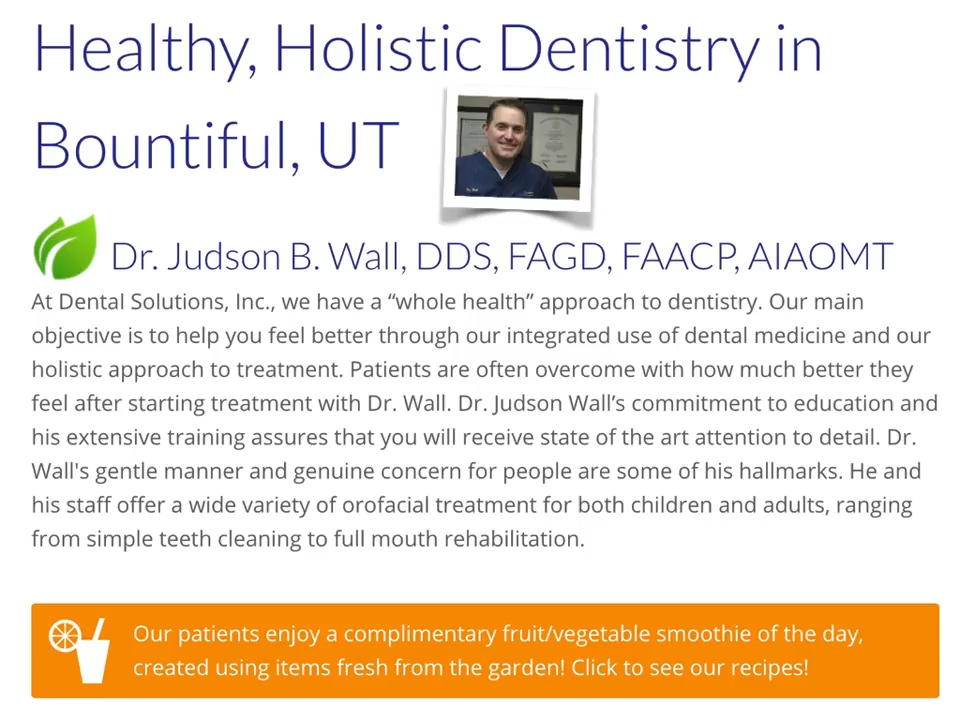 Healthy, Holistic Dentistry in
Bountiful, UT
Dr. Judson B. Wall, DDS, FAGD, FAACP, AIAOMT
At Dental Solutions, Inc., we have a “whole health” approach to dentistry. Our main
objective is to help you feel better through our integrated use of dental medicine and our
holistic approach to treatment. Patients are often overcome with how much better they
feel after starting treatment with Dr. Wall. Dr. Judson Wall’s commitment to education and
his extensive training assures that you will receive state of the art attention to detail. Dr.
Wall's gentle manner and genuine concern for people are some of his hallmarks. He and
his staff offer a wide variety of orofacial treatment for both children and adults, ranging
from simple teeth cleaning to full mouth rehabilitation.
Our patients enjoy a complimentary fruit/vegetable smoothie of the day,
created using items fresh from the garden! Click to see our recipes!